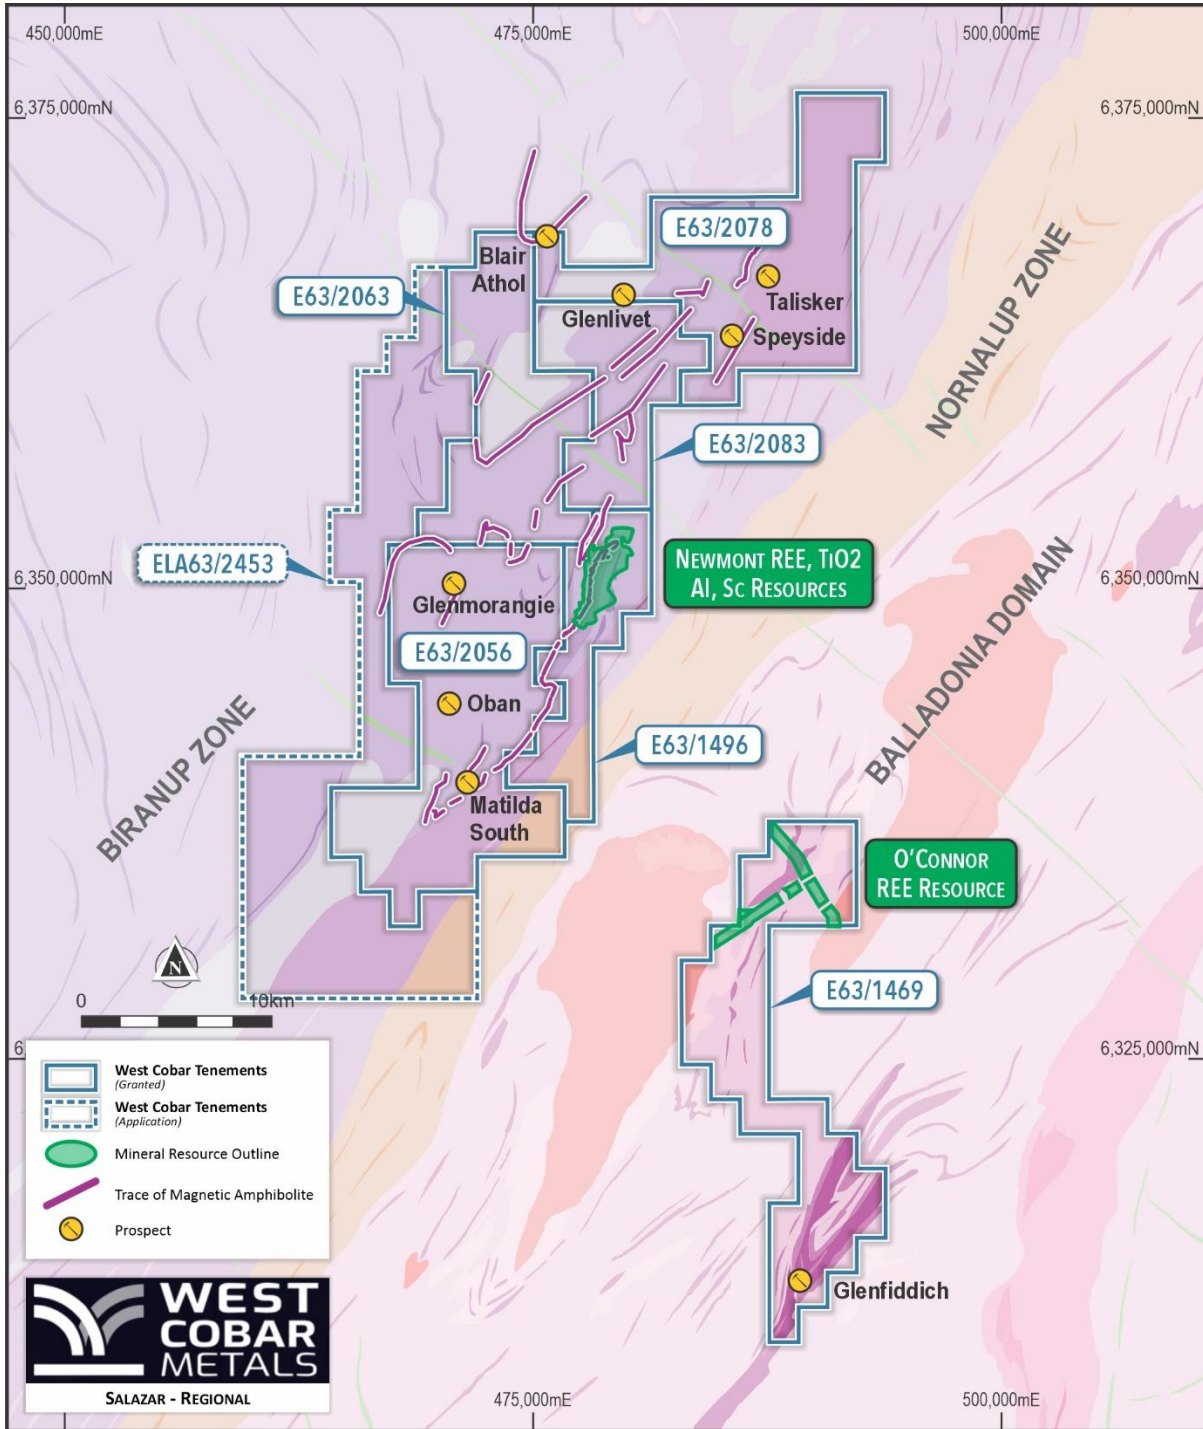 450,000mE
475,000mE
500,000mE
6,375,000mN
6,375,000mN
E63/2078
Blair
Athol
E63/2063
Talisker
Glenlivet
Speyside
NORNALUP ZONE
E63/2083
ELA63/2453
NEWMONT REE, TIO2
AL, SC RESOURCES
6,350,000mN
6,350,000mN
Glenmorangie
E63/2056
BALLADONIA DOMAIN
Oban
E63/1496
BIRANUP ZONE
Matilda
South
O'CONNOR
REE RESOURCE
N
E63/1469
0
10km
6,325,000mN
West Cobar Tenements
(Granted)
West Cobar Tenements
(Application)
Mineral Resource Outline
Trace of Magnetic Amphibolite
Prospect
Glenfiddich
WEST
COBAR
METALS
SALAZAR - REGIONAL
475,000mE
500,000mE